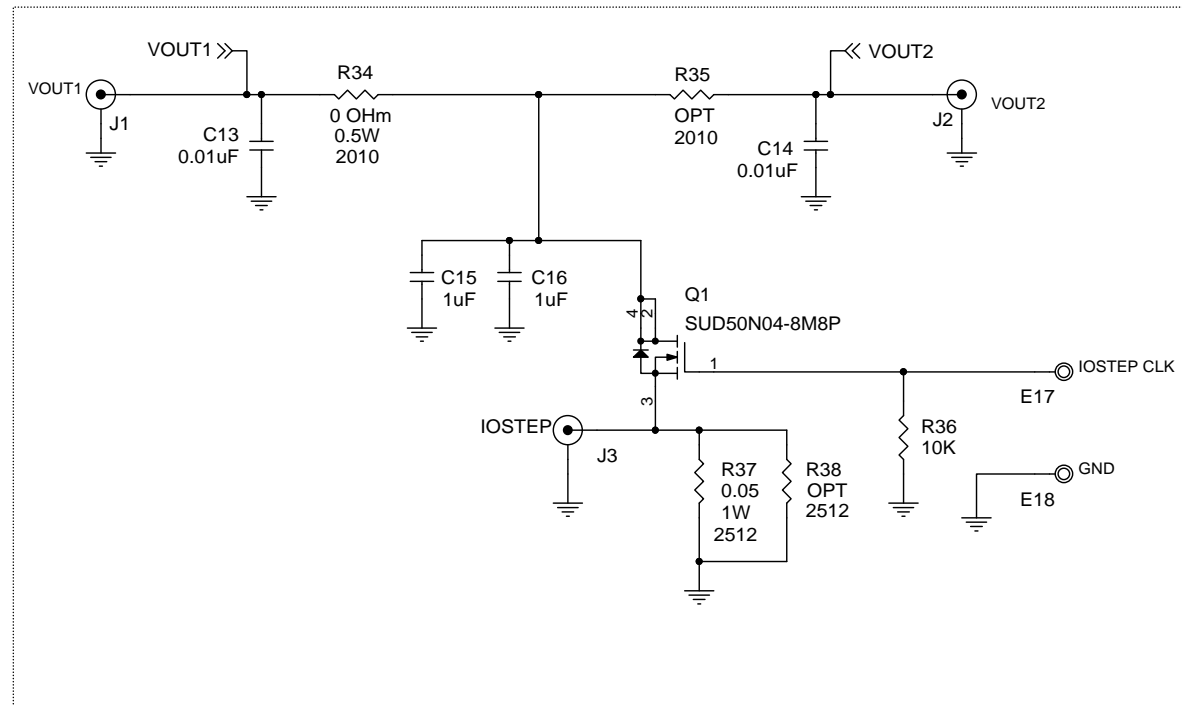 VOUT1
VOUT1
J1
C13
0.01uF
R34
0 OHm
0.5W
2010
R35
OPT
2010
VOUT2
VOUT2
J2
C14
0.01uF
C15
1uF
C16
1uF
Q1
SUD50N04-8M8P
4
2
1
3
IOSTEP
J3
R37
0.05
1W
2512
R38
OPT
2512
R36
10K
IOSTEP CLK
E17
GND
E18